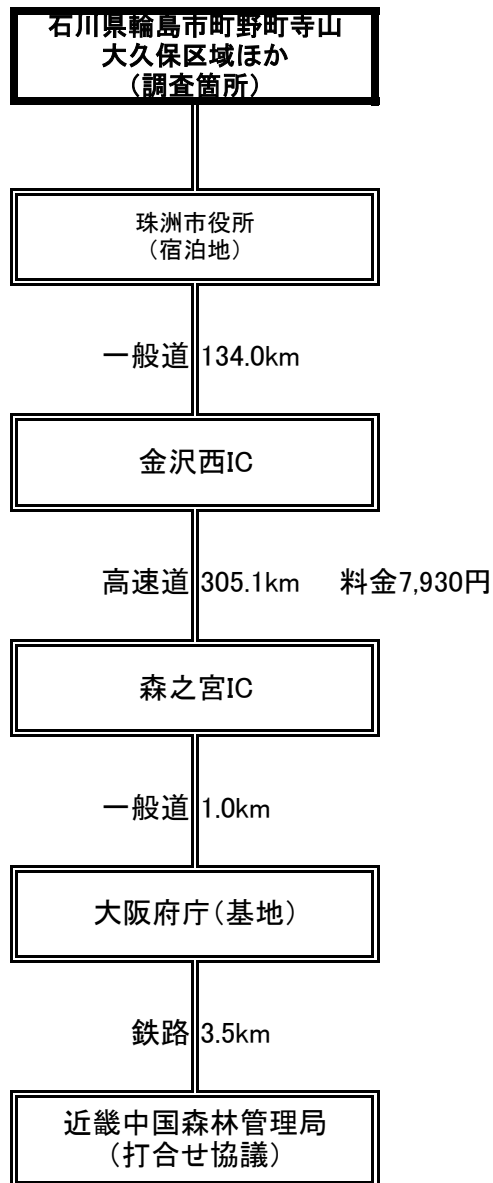 石川県輪島市町野町寺山
大久保区域ほか
（調査箇所）
珠洲市役所
（宿泊地）
一般道 134.0km
金沢西IC
高速道 305.1km 料金7,930円
森之宮IC
一般道 1.0km
大阪府庁（基地）
鉄路 3.5km
近畿中国森林管理局
（打合せ協議）